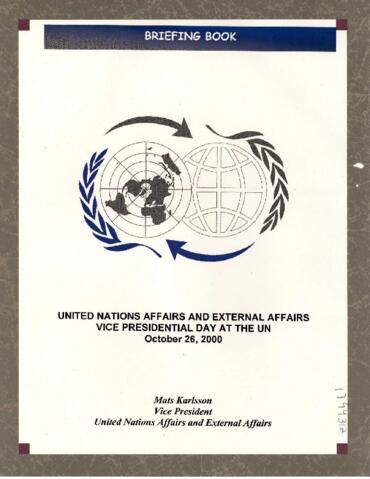 BRIEFING BOOK
UNITED NATIONS AFFAIRS AND EXTERNAL AFFAIRS
VICE PRESIDENTIAL DAY AT THE UN
October 26, 2000
Mats Karlsson
Vice President
United Nations Affairs and External Affairs